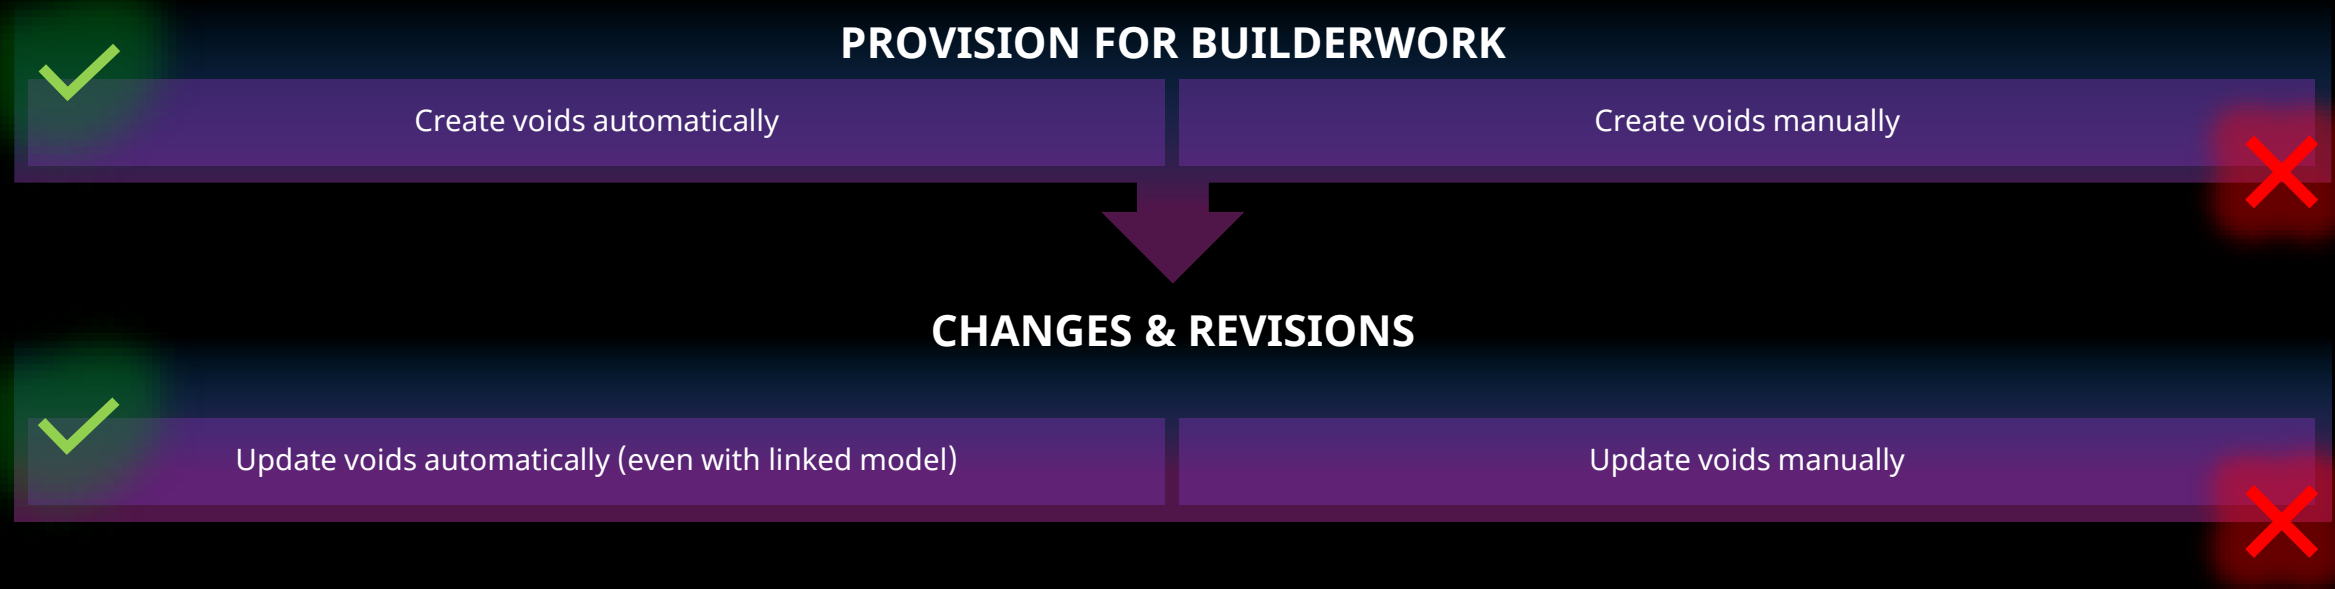 PROVISION FOR BUILDERWORK
Create voids automatically
Create voids manually
CHANGES & REVISIONS
Update voids automatically (even with linked model)
Update voids manually